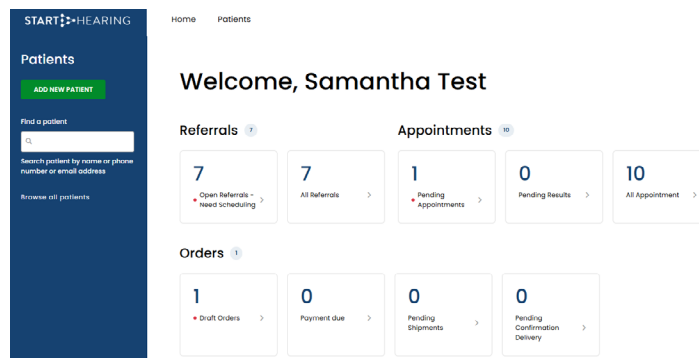 START HEARING
Home Patients
Patients
ADD NEW PATIENT
Find a patient
Search patient by name or phone
number or email address
Browse all patients
Welcome, Samantha Test
Referrals 7
Appointments 10
7
Open Referrals -
Need Scheduling
7
All Referrals
1
Pending
Appointments
0
Pending Results
10
All Appointment
Orders 1
1
Draft Orders
0
Payment due
0
Pending
Shipments
0
Pending
Confirmation
Delivery